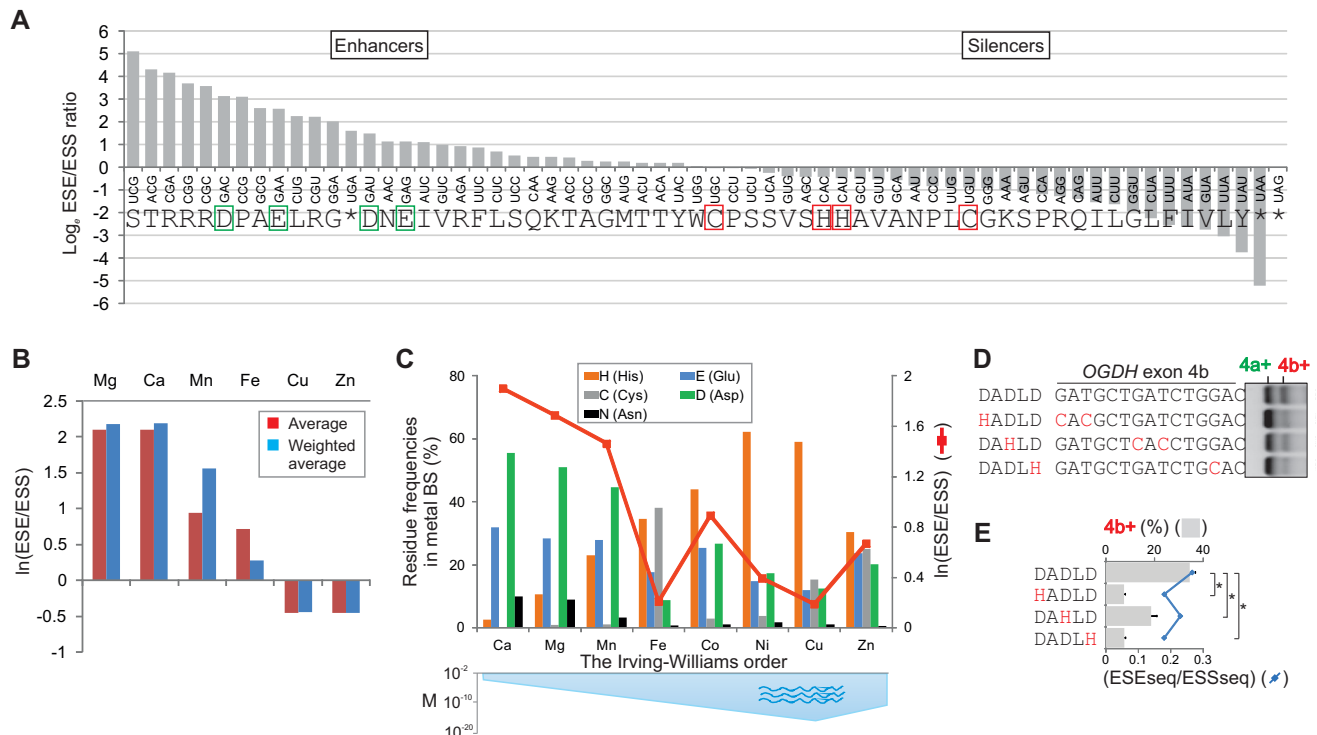 A
Log_e ESE/ESS ratio
6
5
4
3
2
1
0
-1
-2
-3
-4
-5
-6
Enhancers
Silencers
UCG ACG CGA CGG CGC GAC CCG GCG GAA CUG CGU GGA UGA GAU AAC GAG AUC GUC AGA UUC CUC UCC CAA AAG ACC GCC GGC AUG ACU ACA UAC UGG UGC CCU UCU UCA GUG AGC CAC CAU GCU GUU GCA AAU CCC UUG UGU GGG AAA AGU CCA AGG CAG AUU CUU GGU CUA UUU AUA GUA UUA UAU UAA UAG
STRRRDPAELRG*DNEIVRFLSQKTAGMTTYWCPSSVSHHAVANPLCGKSPRQILGLFIVLY**
B
Mg Ca Mn Fe Cu Zn
ln(ESE/ESS)
2.5
2
1.5
1
0.5
0
-0.5
-1
Average
Weighted average
C
Residue frequencies in metal BS (%)
80
60
40
20
0
H (His) E (Glu)
C (Cys) D (Asp)
N (Asn)
2
1.6
1.2
0.8
0.4
0
ln(ESE/ESS) ( )
Ca Mg Mn Fe Co Ni Cu Zn
The Irving-Williams order
M
10-2
10-10
10-20
D
OGDH exon 4b
4a+ 4b+
DADLD GATGCTGATCTGGAC
HADLD CACGCTGATCTGGAC
DAHLD GATGCTCACCTGGAC
DADLH GATGCTGATCTGCAC
E
4b+ (%) ( )
0 20 40
DADLD
HADLD
DAHLD
DADLH
* * *
0 0.1 0.2 0.3
(ESEseq/ESSseq) ( )